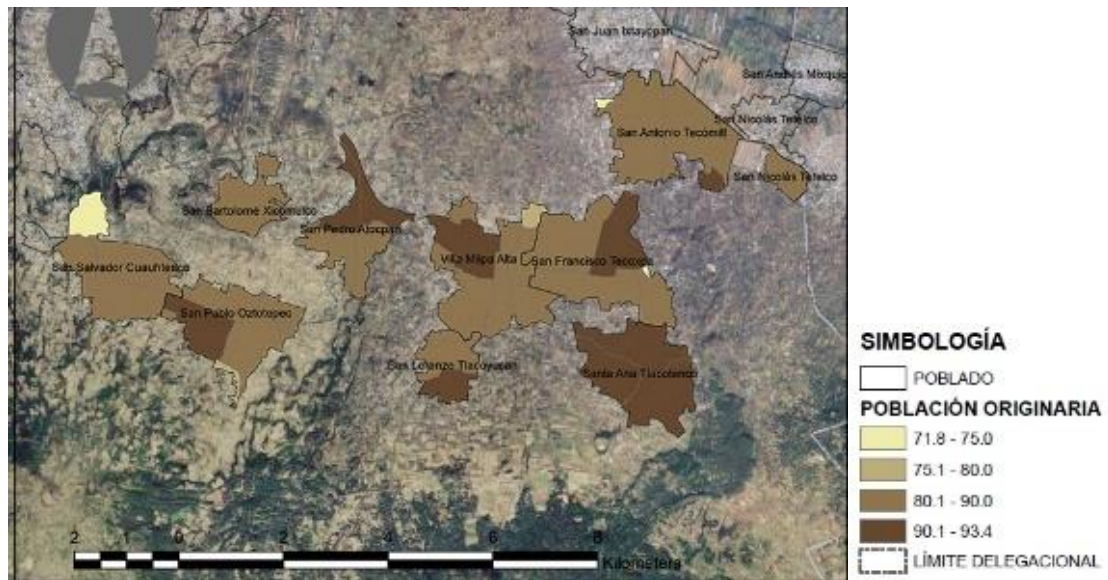 San Juan Ixtayopan
San Andrés Mixquic
San Nicolás Tetelco
San Antonio Tecómitl
San Nicolás Tetelco
San Bartolomé Xicomulco
San Pedro Atocpan
San Salvador Cuauhtenco
Villa Milpa Alta
San Francisco Tecoxpa
San Pablo Oztotepec
San Lorenzo Tlacoyucan
Santa Ana Tlacotenco
2 0 2 4 6 8
Kilometers
SIMBOLOGÍA
POBLADO
POBLACIÓN ORIGINARIA
71.8 - 75.0
75.1 - 80.0
80.1 - 90.0
90.1 - 93.4
LÍMITE DELEGACIONAL